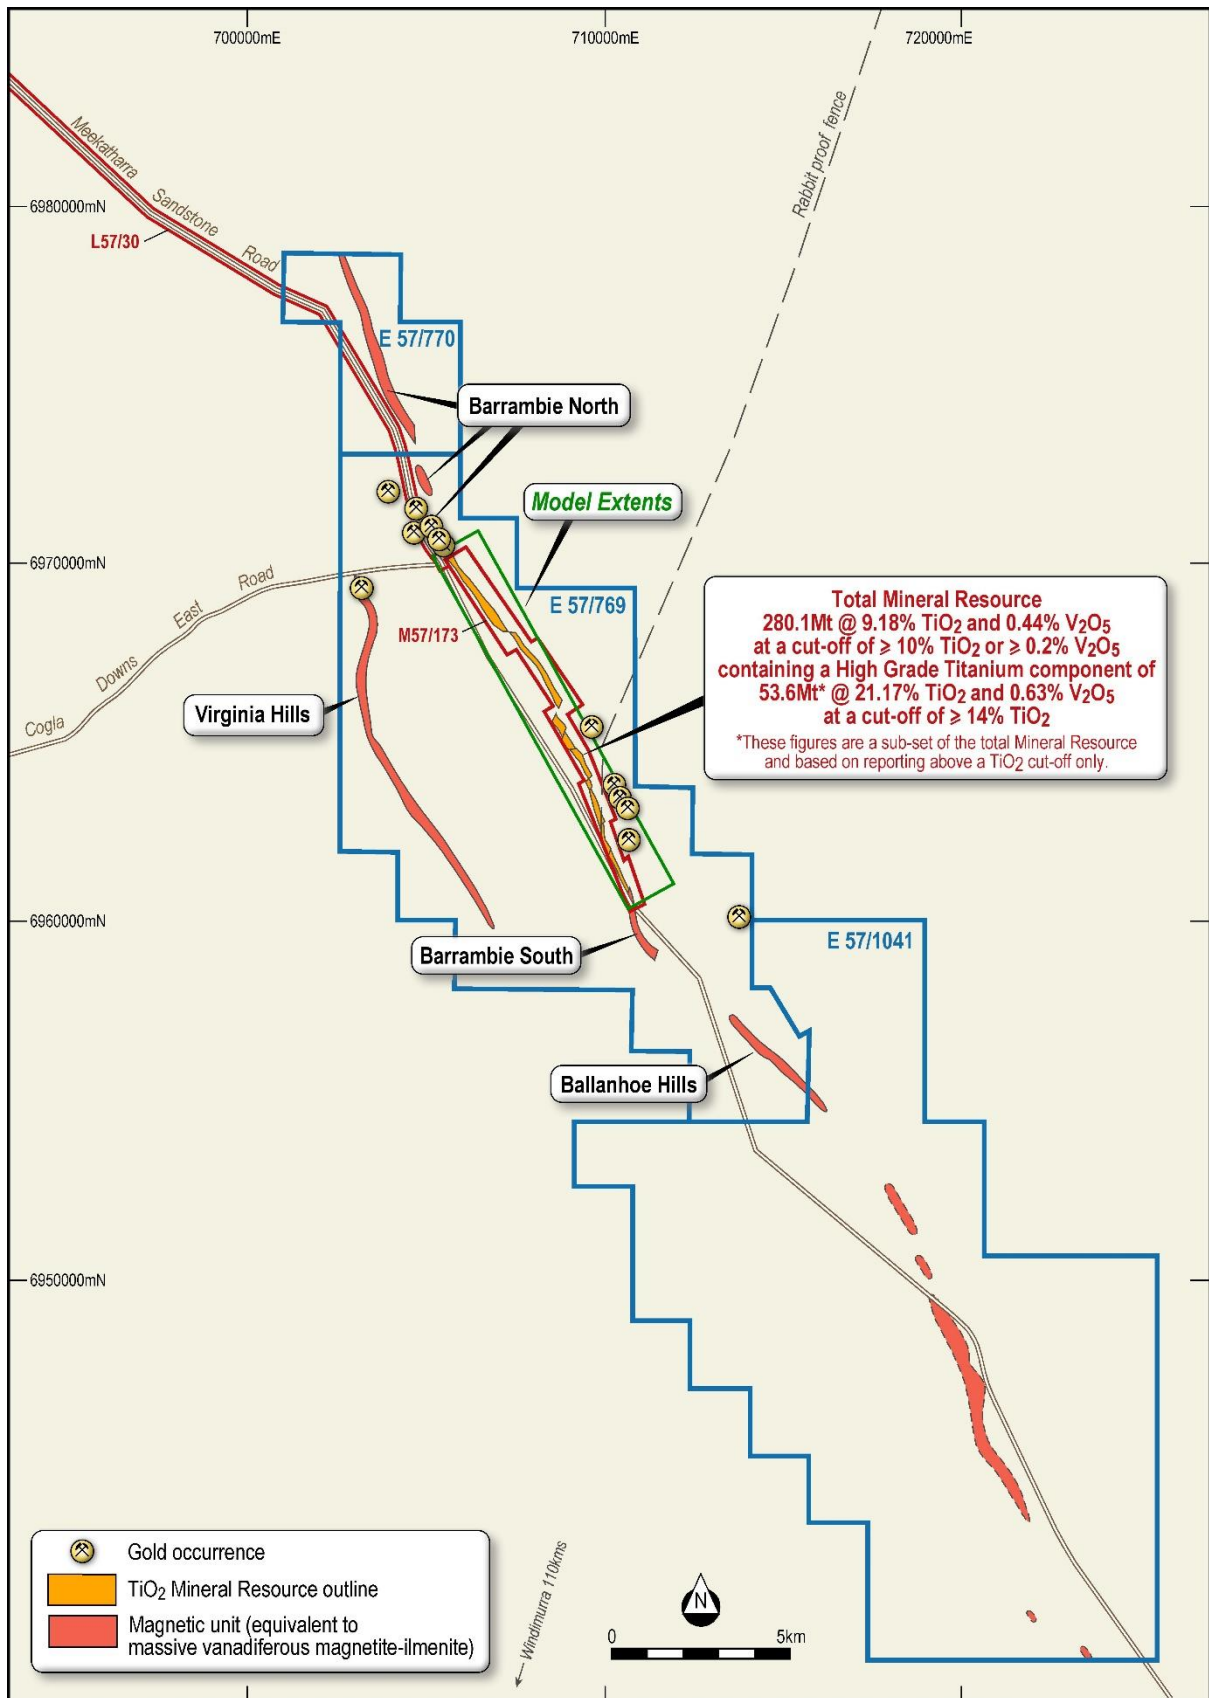 700000mE
710000mE
720000mE
Rabbit proof fence
Meekatharra
Sandstone
Road
6980000mN
L57/30
E 57/770
Barrambie North
Model Extents
6970000mN
Cogla
Downs
East
Road
E 57/769
M57/173
Total Mineral Resource
280.1Mt @ 9.18% TiO₂ and 0.44% V₂O₅
at a cut-off of ≥ 10% TiO₂ or ≥ 0.2% V₂O₅
containing a High Grade Titanium component of
53.6Mt* @ 21.17% TiO₂ and 0.63% V₂O₅
at a cut-off of ≥ 14% TiO₂
*These figures are a sub-set of the total Mineral Resource
and based on reporting above a TiO₂ cut-off only.
Virginia Hills
6960000mN
E 57/1041
Barrambie South
Ballanhoe Hills
6950000mN
Gold occurrence
TiO₂ Mineral Resource outline
Magnetic unit (equivalent to
massive vanadiferous magnetite-ilmenite)
Windimurra 110kms
N
0
5km